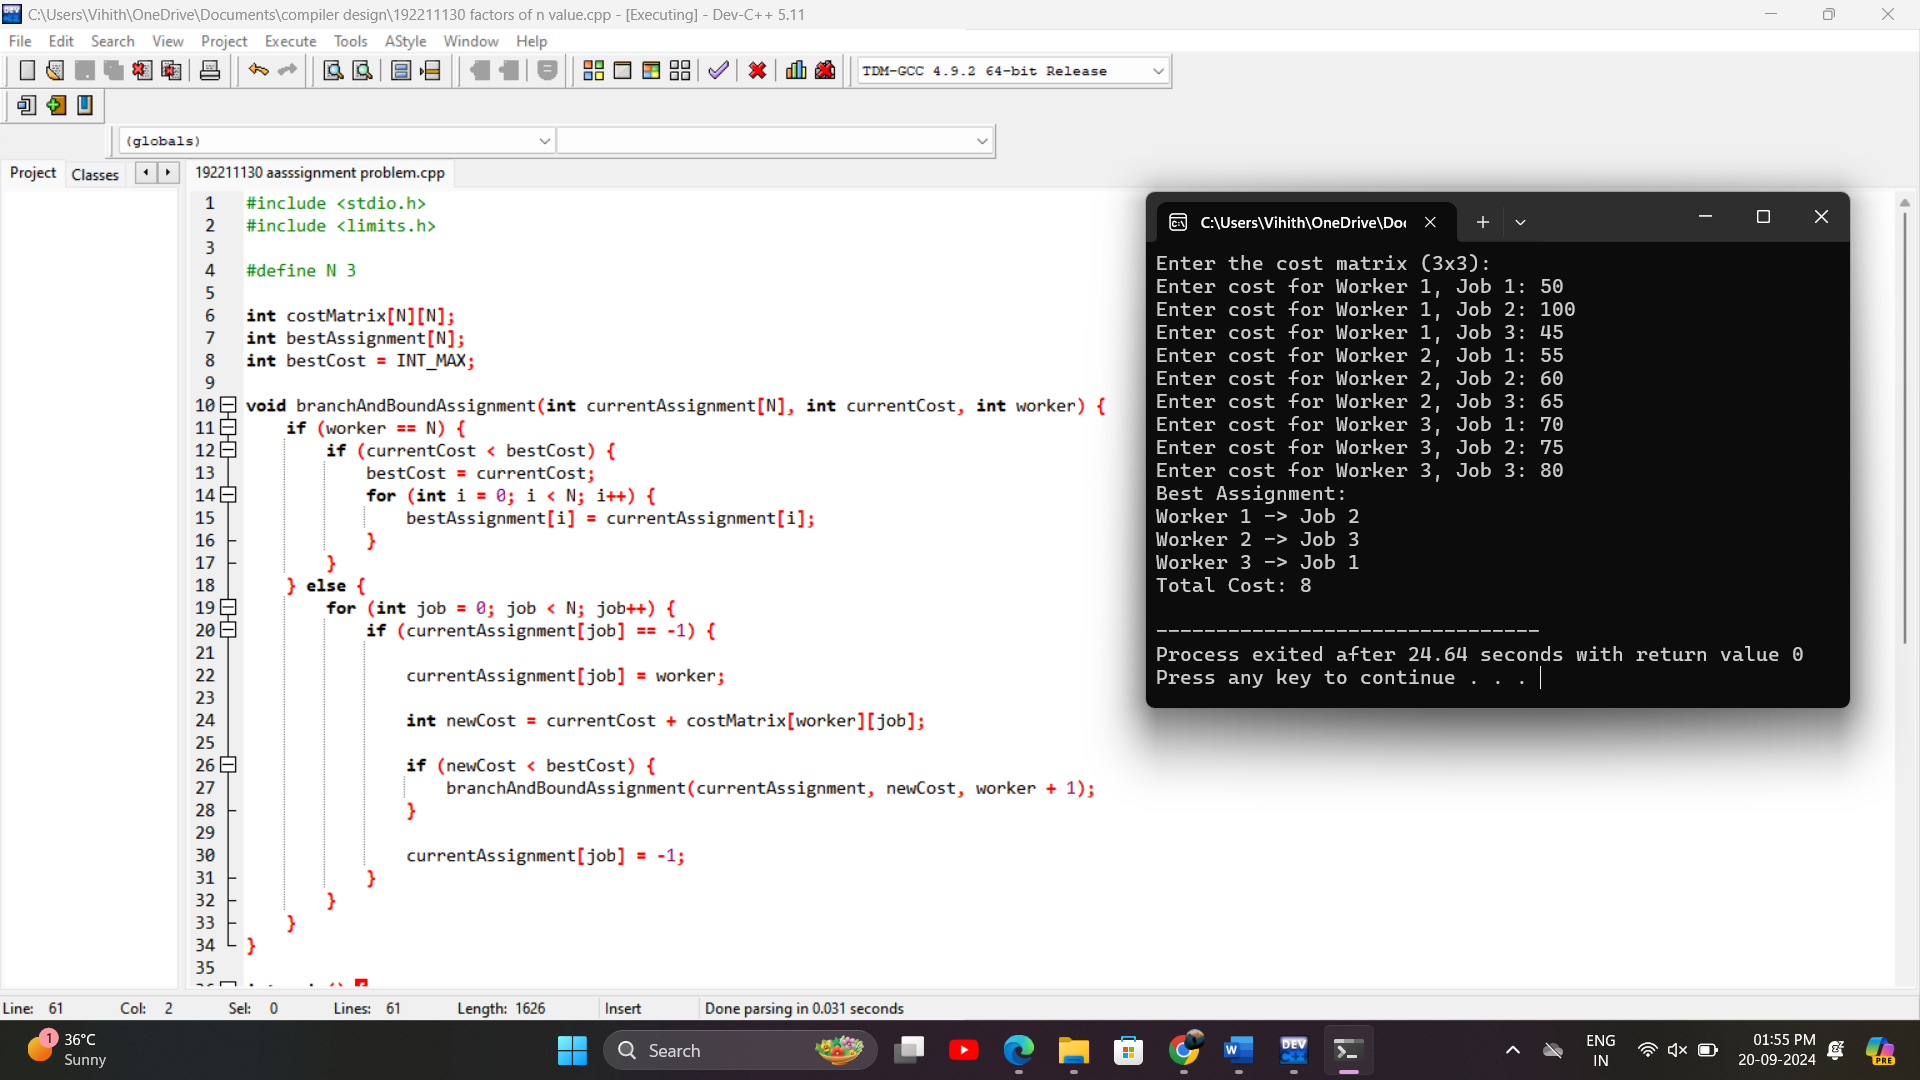 C:\Users\Vihith\OneDrive\Documents\compiler design\192211130 factors of n value.cpp - [Executing] - Dev-C++ 5.11
File Edit Search View Project Execute Tools AStyle Window Help
TDM-GCC 4.9.2 64-bit Release
(globals)
Project Classes 192211130 aasssignment problem.cpp
1 #include <stdio.h>
2 #include <limits.h>
3
4 #define N 3
5
6 int costMatrix[N][N];
7 int bestAssignment[N];
8 int bestCost = INT_MAX;
9
10 void branchAndBoundAssignment(int currentAssignment[N], int currentCost, int worker) {
11 if (worker == N) {
12 if (currentCost < bestCost) {
13 bestCost = currentCost;
14 for (int i = 0; i < N; i++) {
15 bestAssignment[i] = currentAssignment[i];
16 }
17 }
18 } else {
19 for (int job = 0; job < N; job++) {
20 if (currentAssignment[job] == -1) {
21
22 currentAssignment[job] = worker;
23
24 int newCost = currentCost + costMatrix[worker][job];
25
26 if (newCost < bestCost) {
27 branchAndBoundAssignment(currentAssignment, newCost, worker + 1);
28 }
29
30 currentAssignment[job] = -1;
31 }
32 }
33 }
34 }
35
C:\Users\Vihith\OneDrive\Do
Enter the cost matrix (3x3):
Enter cost for Worker 1, Job 1: 50
Enter cost for Worker 1, Job 2: 100
Enter cost for Worker 1, Job 3: 45
Enter cost for Worker 2, Job 1: 55
Enter cost for Worker 2, Job 2: 60
Enter cost for Worker 2, Job 3: 65
Enter cost for Worker 3, Job 1: 70
Enter cost for Worker 3, Job 2: 75
Enter cost for Worker 3, Job 3: 80
Best Assignment:
Worker 1 -> Job 2
Worker 2 -> Job 3
Worker 3 -> Job 1
Total Cost: 8
--------------------------------
Process exited after 24.64 seconds with return value 0
Press any key to continue . . .
Line: 61 Col: 2 Sel: 0 Lines: 61 Length: 1626 Insert Done parsing in 0.031 seconds
1
36°C
Sunny
Search
DEV
C++
ENG
IN
01:55 PM
20-09-2024
PRE